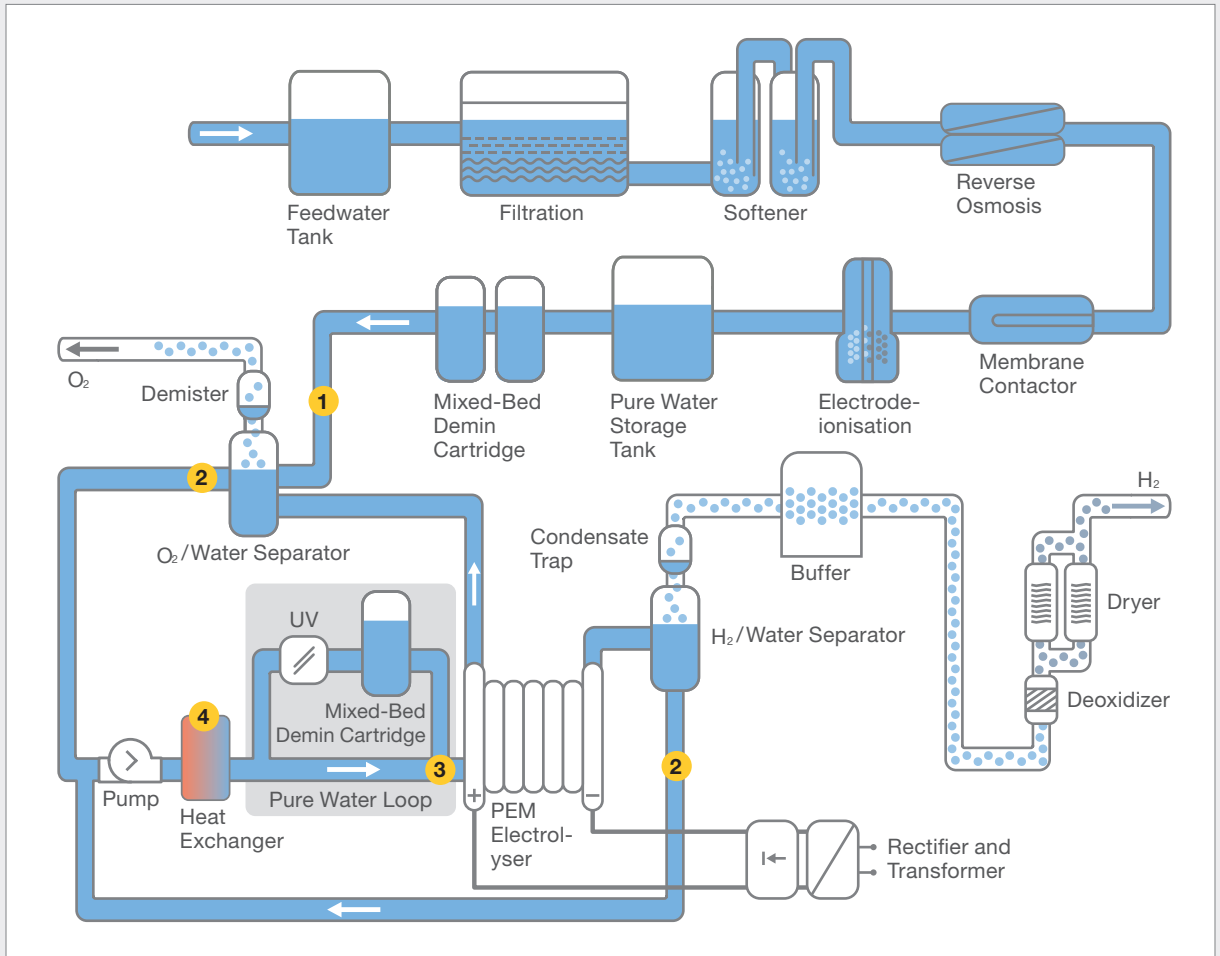 Feedwater
Tank
Filtration
Softener
Reverse
Osmosis
Mixed-Bed
Demin
Cartridge
Pure Water
Storage
Tank
Electrode-
ionisation
Membrane
Contactor
O₂
Demister
1
2
O₂/Water Separator
H₂
Condensate
Trap
Buffer
Dryer
H₂/Water Separator
Deoxidizer
UV
Mixed-Bed
Demin Cartridge
4
3
2
Pump
Heat
Exchanger
Pure Water Loop
+
−
PEM
Electrol-
yser
Rectifier and
Transformer